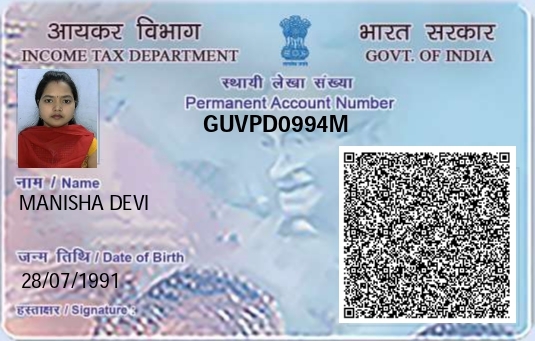 आयकर विभाग
INCOME TAX DEPARTMENT
भारत सरकार
GOVT. OF INDIA
स्थायी लेखा संख्या
Permanent Account Number
GUVPD0994M
नाम / Name
MANISHA DEVI
जन्म तिथि / Date of Birth
28/07/1991
हस्ताक्षर / Signature :